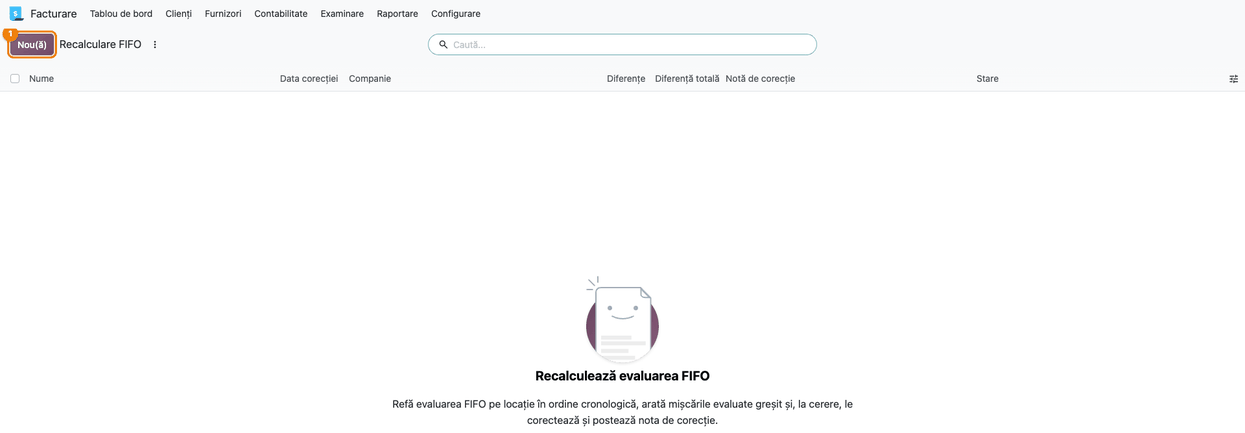 Facturare Tablou de bord Clienți Furnizori Contabilitate Examinare Raportare Configurare
1
Nou(ă) Recalculare FIFO Caută...
Nume Data corecției Companie Diferențe Diferență totală Notă de corecție Stare
Recalculează evaluarea FIFO
Refă evaluarea FIFO pe locație în ordine cronologică, arată mișcările evaluate greșit și, la cerere, le
corectează și postează nota de corecție.